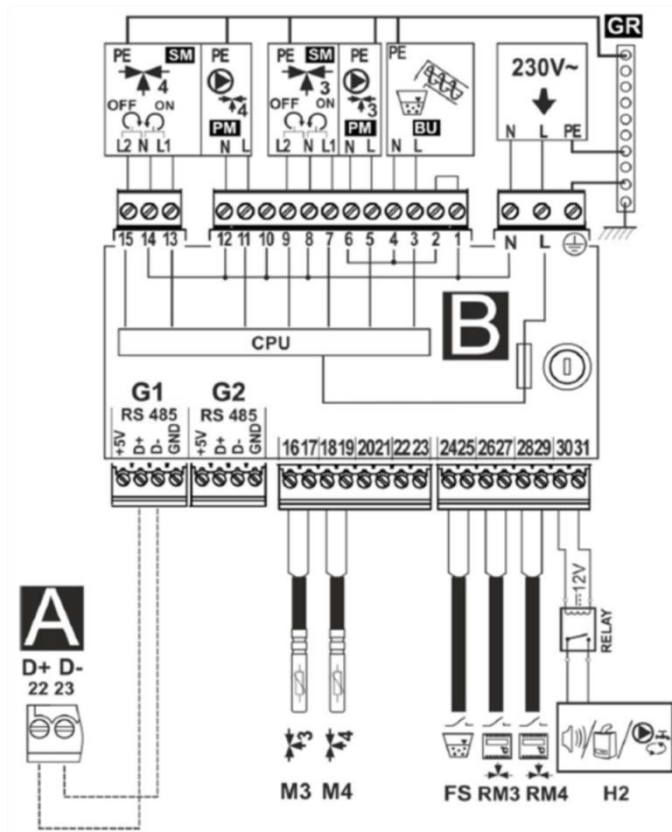 GR
PE SM PE PE SM PE PE
230V~
4 4 3 3
OFF ON OFF ON
PM PM BU
N L PE
L2 N L1 N L L2 N L1 N L N L
15 14 13 12 11 10 9 8 7 6 5 4 3 2 1 N L
B
CPU
G1 G2
RS 485 RS 485
+5V D+ D- GND +5V D+ D- GND
16 17 18 19 20 21 22 23 24 25 26 27 28 29 30 31
12V
A
RELAY
D+ D-
22 23
3 4
M3 M4 FS RM3 RM4 H2